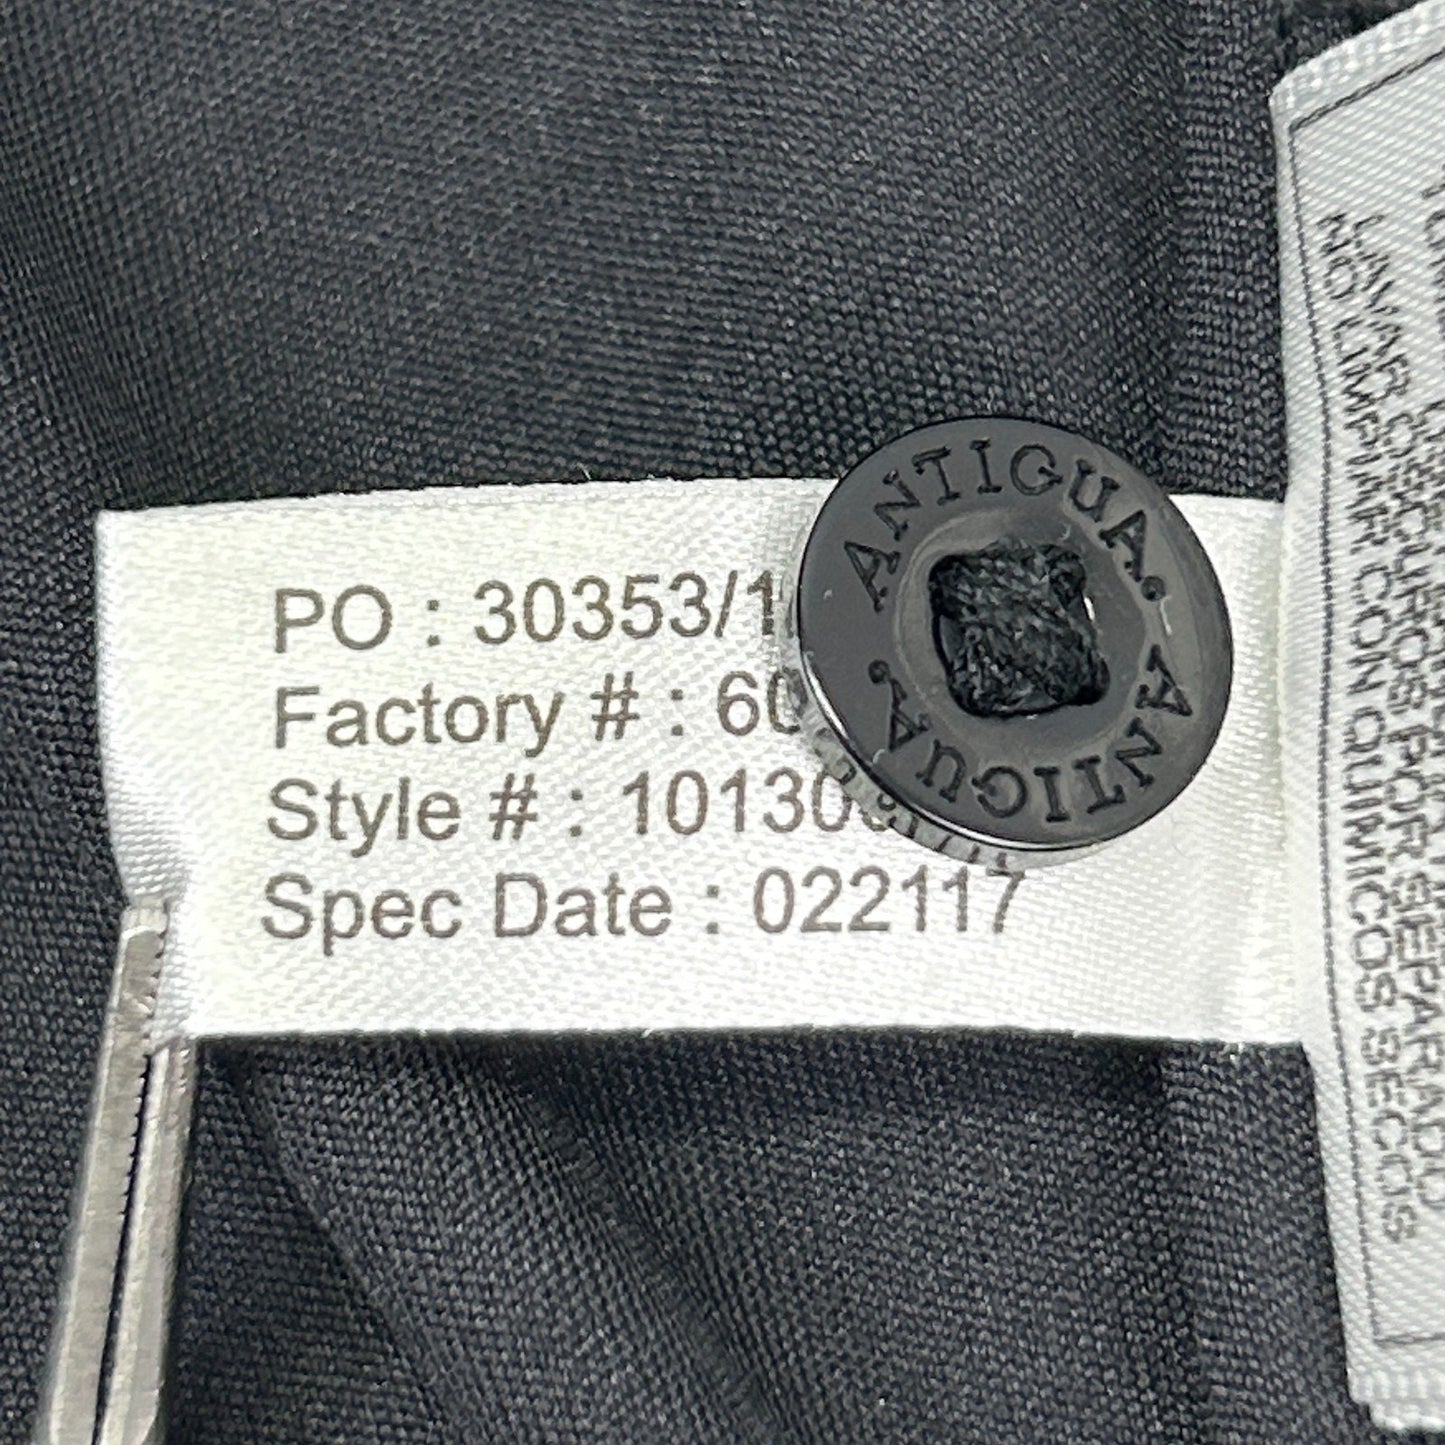 PO : 30353/1
Factory # : 60
Style # : 10130
Spec Date : 022117
ANTIGUA. ANTIGUA.
LAVAR OSCUROS POR SEPARADO
NO LIMPIAR CON QUIMICOS SECOS